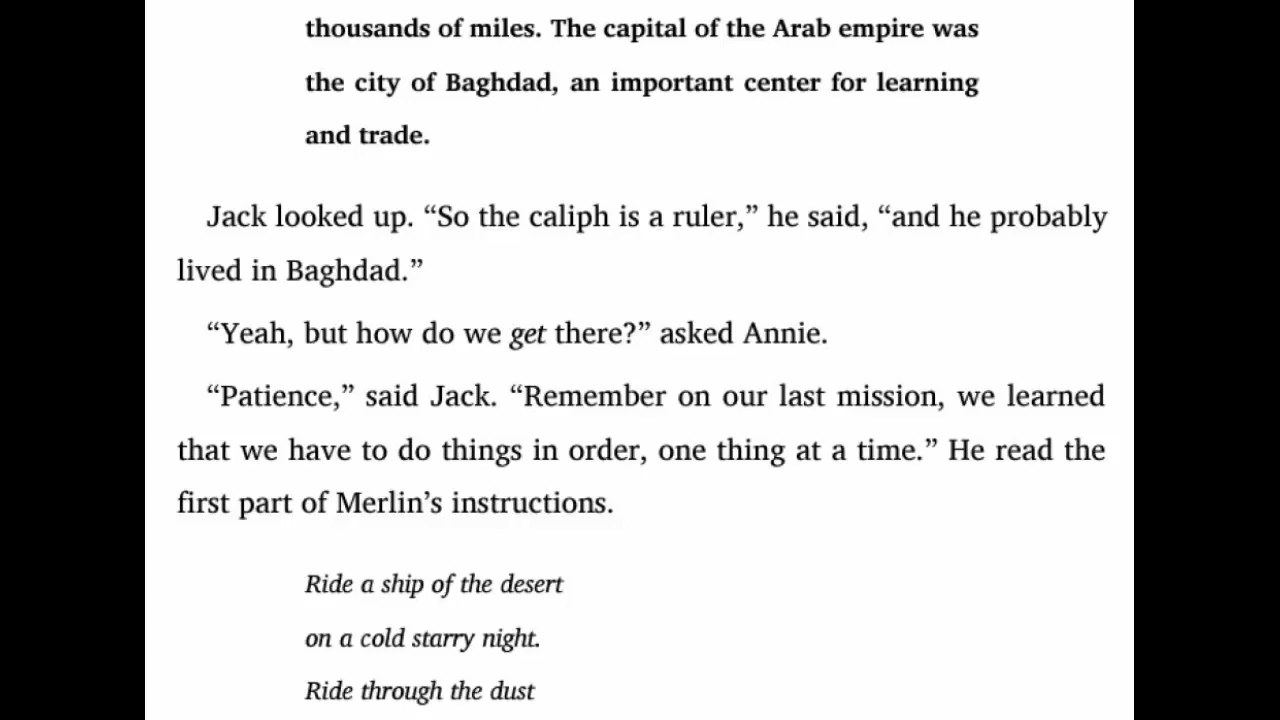 thousands of miles. The capital of the Arab empire was
the city of Baghdad, an important center for learning
and trade.
Jack looked up. “So the caliph is a ruler,” he said, “and he probably
lived in Baghdad.”
“Yeah, but how do we get there?” asked Annie.
“Patience,” said Jack. “Remember on our last mission, we learned
that we have to do things in order, one thing at a time.” He read the
first part of Merlin’s instructions.
Ride a ship of the desert
on a cold starry night.
Ride through the dust